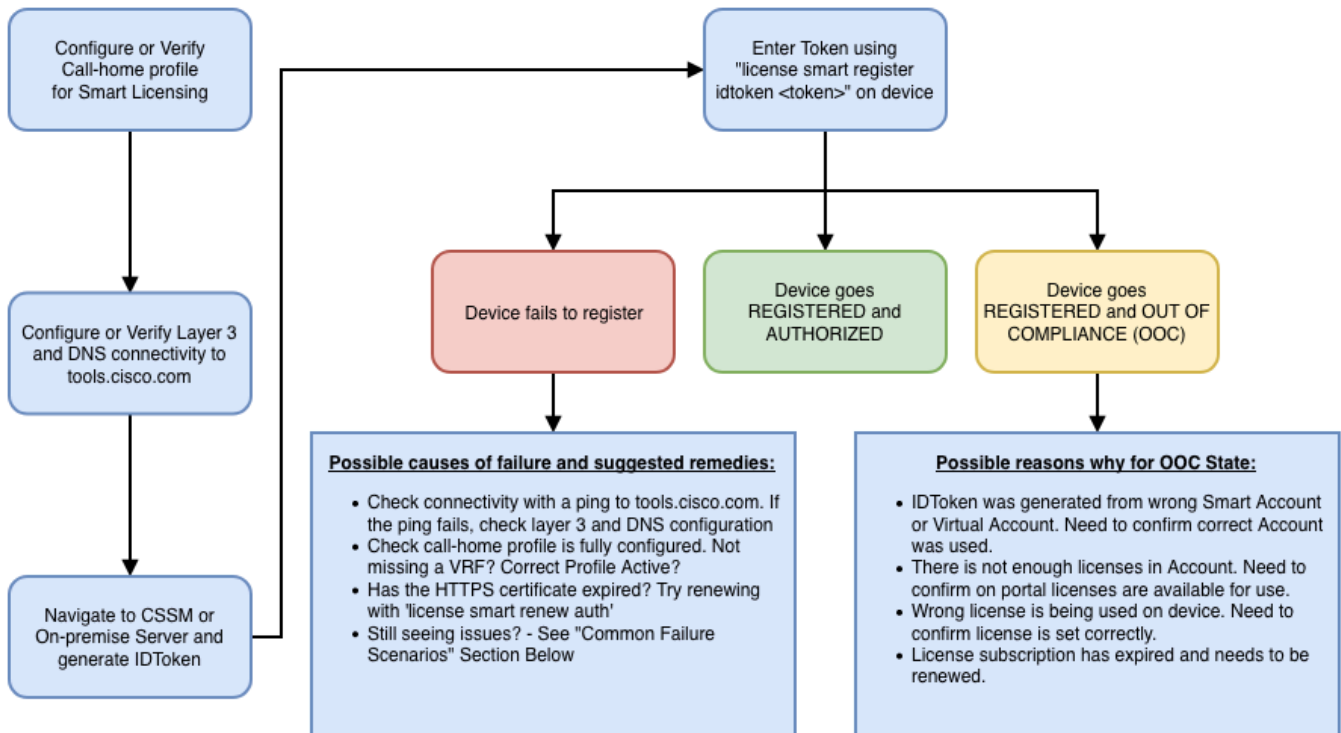 Configure or Verify
Call-home profile
for Smart Licensing
Configure or Verify Layer 3
and DNS connectivity to
tools.cisco.com
Navigate to CSSM or
On-premise Server and
generate IDToken
Enter Token using
"license smart register
idtoken <token>" on device
Device fails to register
Device goes
REGISTERED and
AUTHORIZED
Device goes
REGISTERED and OUT OF
COMPLIANCE (OOC)
Possible causes of failure and suggested remedies:
• Check connectivity with a ping to tools.cisco.com. If
the ping fails, check layer 3 and DNS configuration
• Check call-home profile is fully configured. Not
missing a VRF? Correct Profile Active?
• Has the HTTPS certificate expired? Try renewing
with 'license smart renew auth'
• Still seeing issues? - See "Common Failure
Scenarios" Section Below
Possible reasons why for OOC State:
• IDToken was generated from wrong Smart Account
or Virtual Account. Need to confirm correct Account
was used.
• There is not enough licenses in Account. Need to
confirm on portal licenses are available for use.
• Wrong license is being used on device. Need to
confirm license is set correctly.
• License subscription has expired and needs to be
renewed.